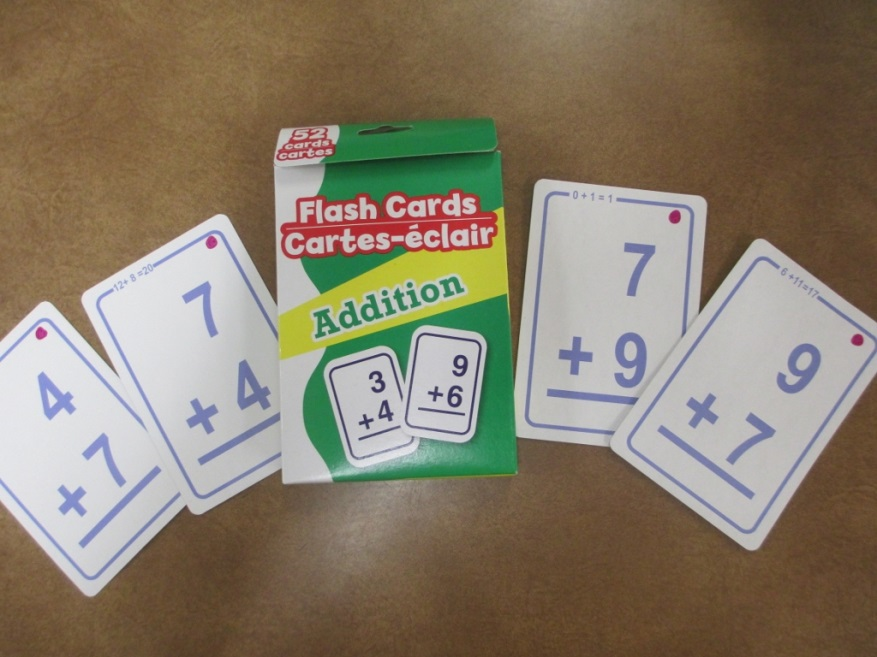 52
cards
cartes
Flash Cards
Cartes-éclair
Addition
3
+4
9
+6
4
+7
12+ 8 =20
7
+4
0 + 1 = 1
7
+9
6 +11=17
9
+7